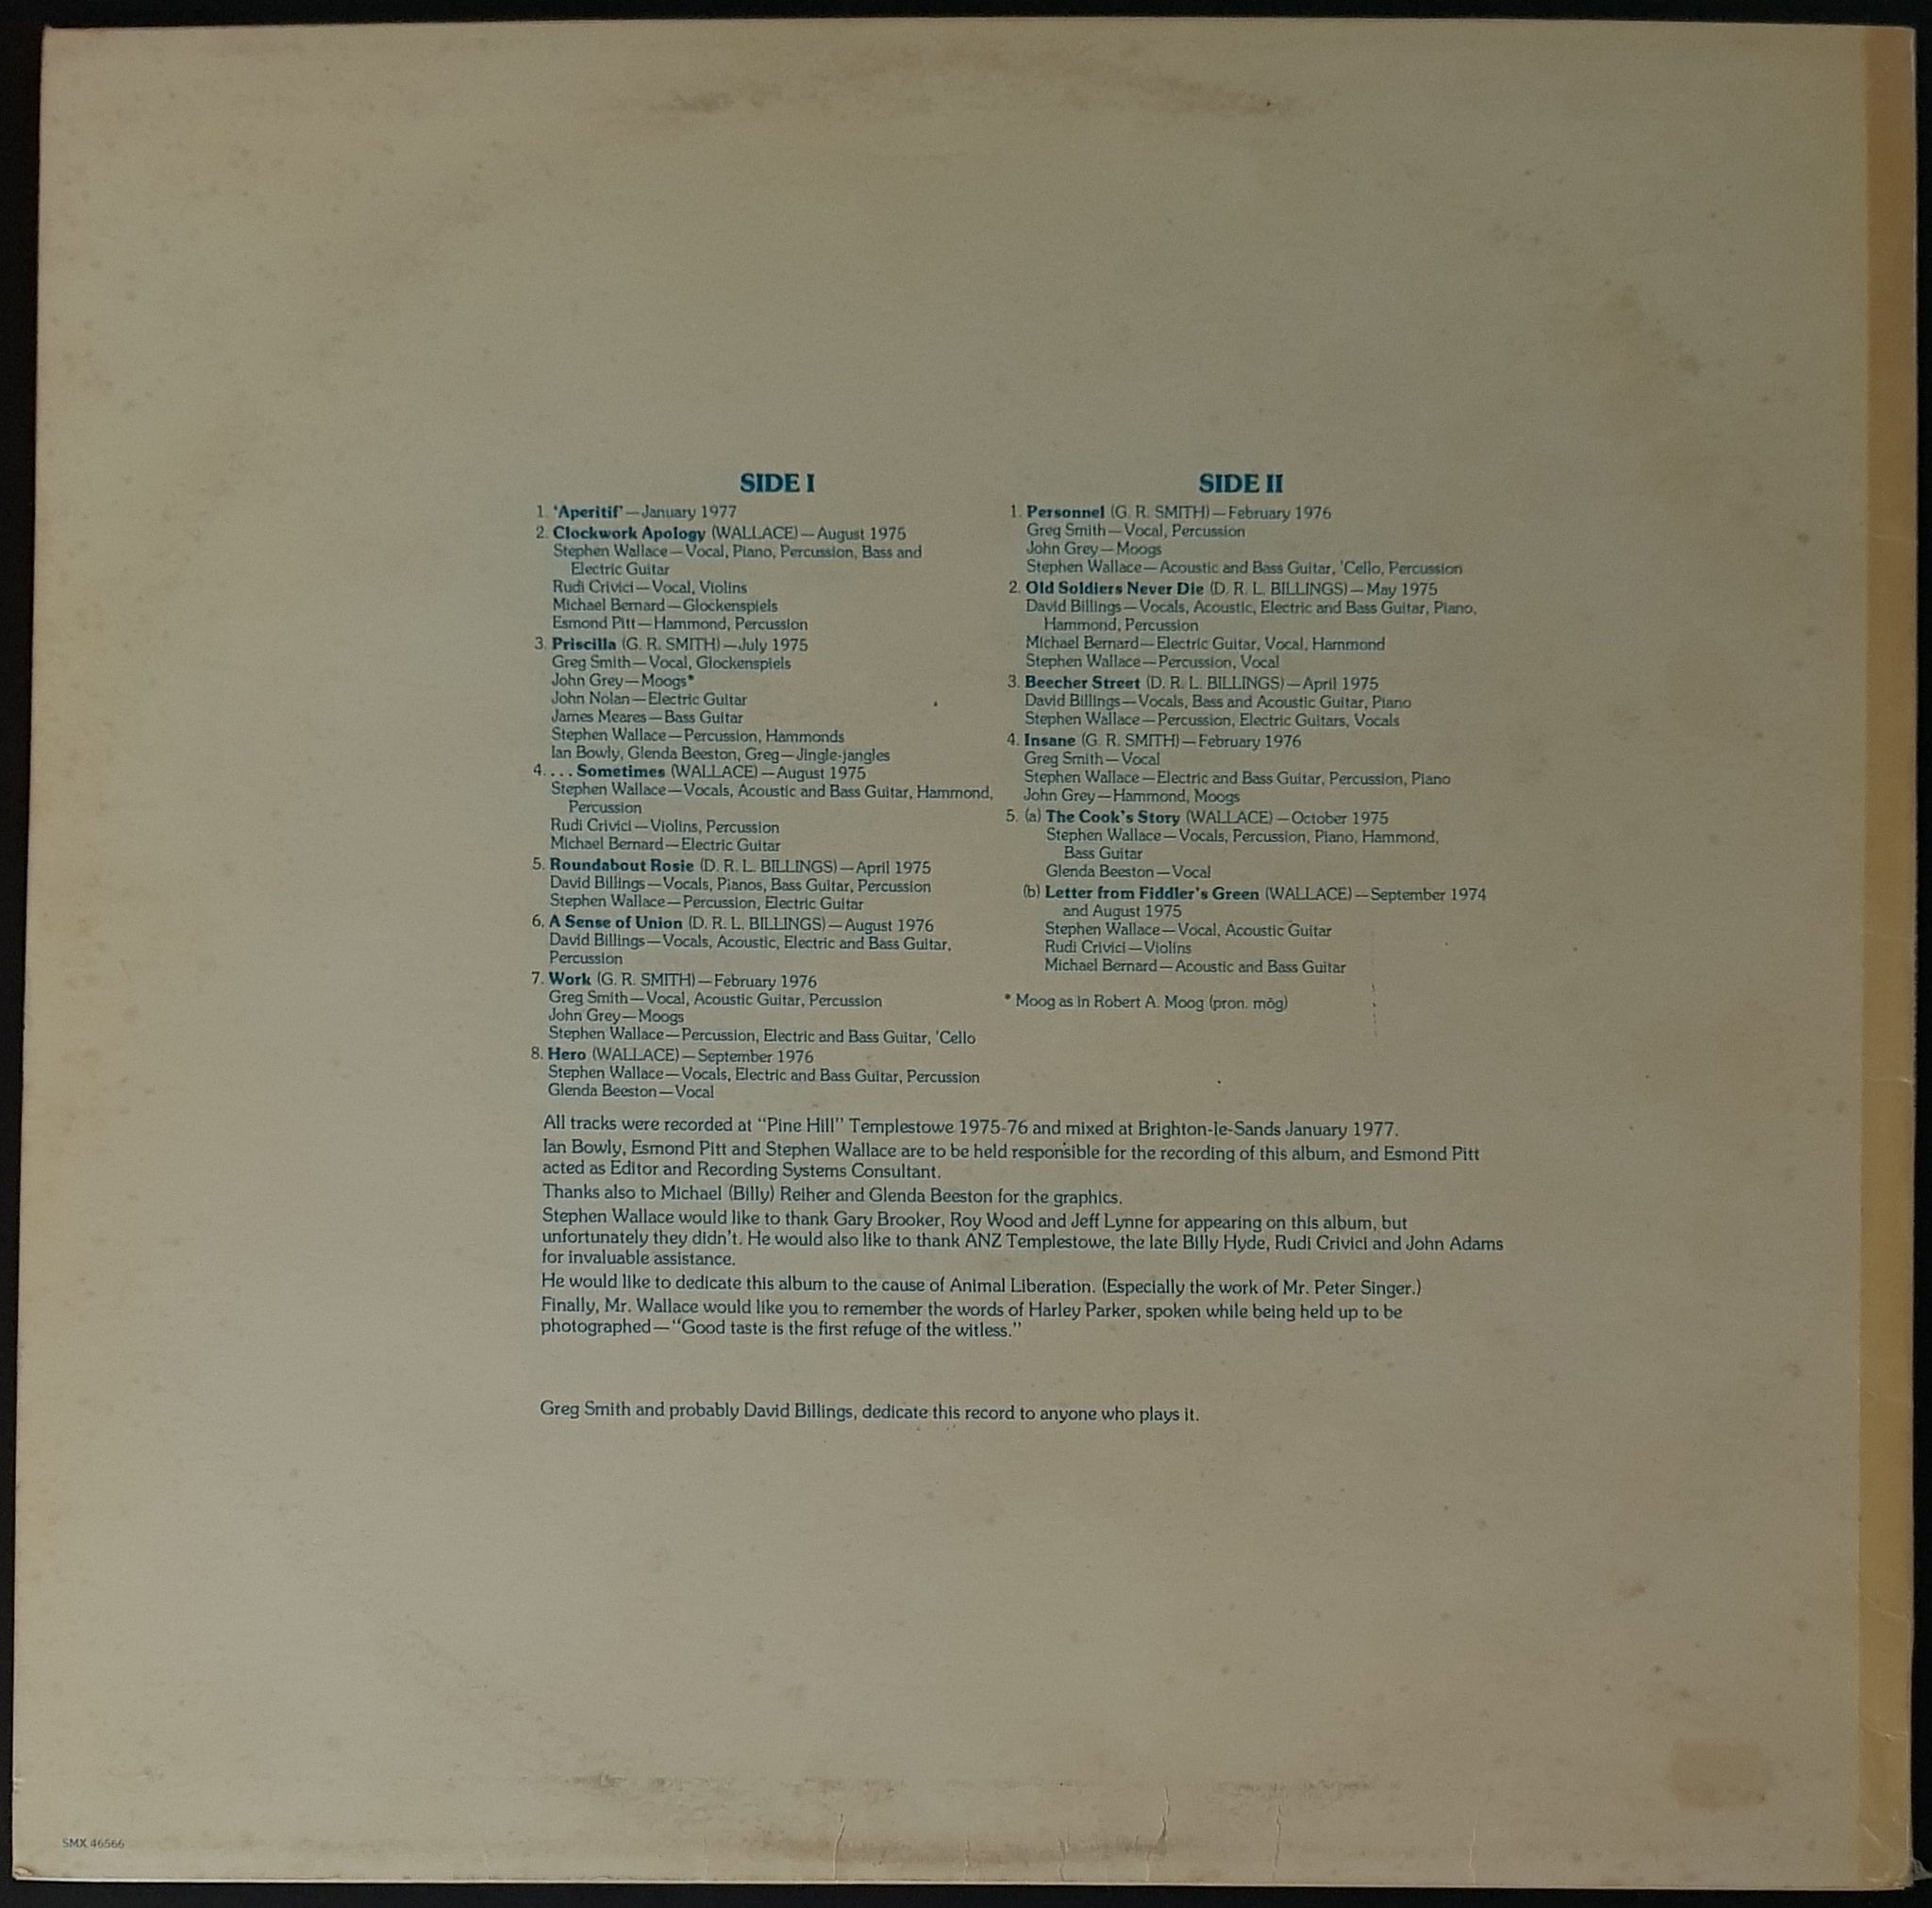 SIDE I
1. ‘Aperitif’—January 1977
2. Clockwork Apology (WALLACE)—August 1975
Stephen Wallace—Vocal, Piano, Percussion, Bass and
Electric Guitar
Rudi Crivici—Vocal, Violins
Michael Bernard—Glockenspiels
Esmond Pitt—Hammond, Percussion
3. Priscilla (G. R. SMITH)—July 1975
Greg Smith—Vocal, Glockenspiels
John Grey—Moogs*
John Nolan—Electric Guitar
James Meares—Bass Guitar
Stephen Wallace—Percussion, Hammonds
Ian Bowly, Glenda Beeston, Greg—Jingle-jangles
4. . . . Sometimes (WALLACE)—August 1975
Stephen Wallace—Vocals, Acoustic and Bass Guitar, Hammond,
Percussion
Rudi Crivici—Violins, Percussion
Michael Bernard—Electric Guitar
5. Roundabout Rosie (D. R. L. BILLINGS)—April 1975
David Billings—Vocals, Pianos, Bass Guitar, Percussion
Stephen Wallace—Percussion, Electric Guitar
6. A Sense of Union (D. R. L. BILLINGS)—August 1976
David Billings—Vocals, Acoustic, Electric and Bass Guitar,
Percussion
7. Work (G. R. SMITH)—February 1976
Greg Smith—Vocal, Acoustic Guitar, Percussion
John Grey—Moogs
Stephen Wallace—Percussion, Electric and Bass Guitar, 'Cello
8. Hero (WALLACE)—September 1976
Stephen Wallace—Vocals, Electric and Bass Guitar, Percussion
Glenda Beeston—Vocal
SIDE II
1. Personnel (G. R. SMITH)—February 1976
Greg Smith—Vocal, Percussion
John Grey—Moogs
Stephen Wallace—Acoustic and Bass Guitar, 'Cello, Percussion
2. Old Soldiers Never Die (D. R. L. BILLINGS)—May 1975
David Billings—Vocals, Acoustic, Electric and Bass Guitar, Piano,
Hammond, Percussion
Michael Bernard—Electric Guitar, Vocal, Hammond
Stephen Wallace—Percussion, Vocal
3. Beecher Street (D. R. L. BILLINGS)—April 1975
David Billings—Vocals, Bass and Acoustic Guitar, Piano
Stephen Wallace—Percussion, Electric Guitars, Vocals
4. Insane (G. R. SMITH)—February 1976
Greg Smith—Vocal
Stephen Wallace—Electric and Bass Guitar, Percussion, Piano
John Grey—Hammond, Moogs
5. (a) The Cook's Story (WALLACE)—October 1975
Stephen Wallace—Vocals, Percussion, Piano, Hammond,
Bass Guitar
Glenda Beeston—Vocal
(b) Letter from Fiddler's Green (WALLACE)—September 1974
and August 1975
Stephen Wallace—Vocal, Acoustic Guitar
Rudi Crivici—Violins
Michael Bernard—Acoustic and Bass Guitar
* Moog as in Robert A. Moog (pron. mōg)
All tracks were recorded at “Pine Hill” Templestowe 1975-76 and mixed at Brighton-le-Sands January 1977.
Ian Bowly, Esmond Pitt and Stephen Wallace are to be held responsible for the recording of this album, and Esmond Pitt
acted as Editor and Recording Systems Consultant.
Thanks also to Michael (Billy) Reiher and Glenda Beeston for the graphics.
Stephen Wallace would like to thank Gary Brooker, Roy Wood and Jeff Lynne for appearing on this album, but
unfortunately they didn't. He would also like to thank ANZ Templestowe, the late Billy Hyde, Rudi Crivici and John Adams
for invaluable assistance.
He would like to dedicate this album to the cause of Animal Liberation. (Especially the work of Mr. Peter Singer.)
Finally, Mr. Wallace would like you to remember the words of Harley Parker, spoken while being held up to be
photographed—“Good taste is the first refuge of the witless.”
Greg Smith and probably David Billings, dedicate this record to anyone who plays it.
SMX 46566